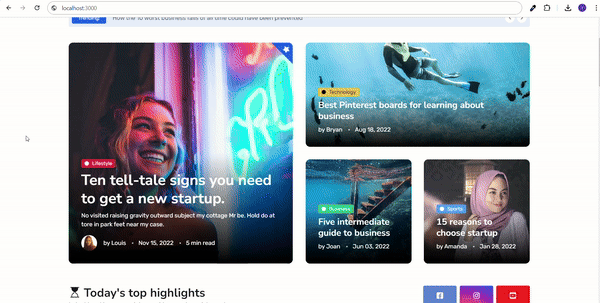 localhost:3000
Trending
How the 10 worst business fails of all time could have been prevented
Lifestyle
Ten tell-tale signs you need
to get a new startup.
No visited raising gravity outward subject my cottage Mr be. Hold do at
tore in park feet near my case.
by Louis • Nov 15, 2022 • 5 min read
Technology
Best Pinterest boards for learning about
business
by Bryan • Aug 18, 2022
Business
Five intermediate
guide to business
by Joan • Jun 03, 2022
Sports
15 reasons to
choose startup
by Amanda • Jan 28, 2022
Today's top highlights